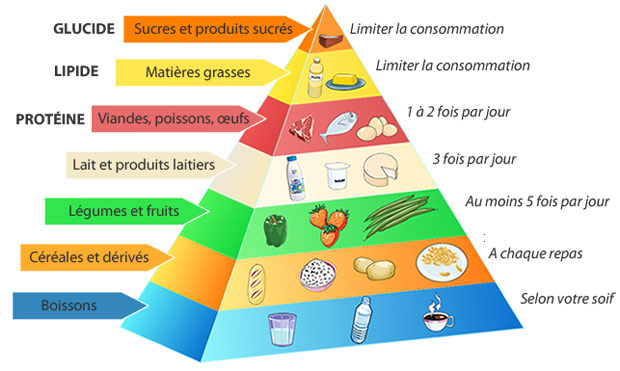 GLUCIDE Sucres et produits sucrés Limiter la consommation
LIPIDE Matières grasses Limiter la consommation
PROTÉINE Viandes, poissons, œufs 1 à 2 fois par jour
Lait et produits laitiers 3 fois par jour
Légumes et fruits Au moins 5 fois par jour
Céréales et dérivés A chaque repas
Boissons Selon votre soif